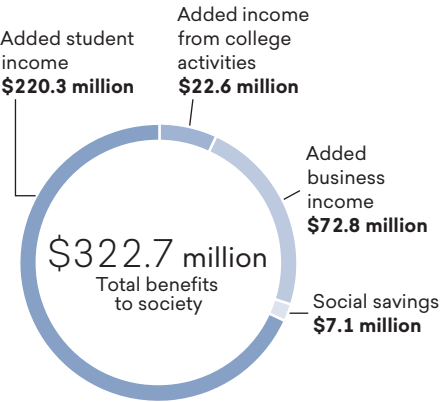 Added income
from college
activities
$22.6 million
Added student
income
$220.3 million
Added
business
income
$72.8 million
$322.7 million
Total benefits
to society
Social savings
$7.1 million